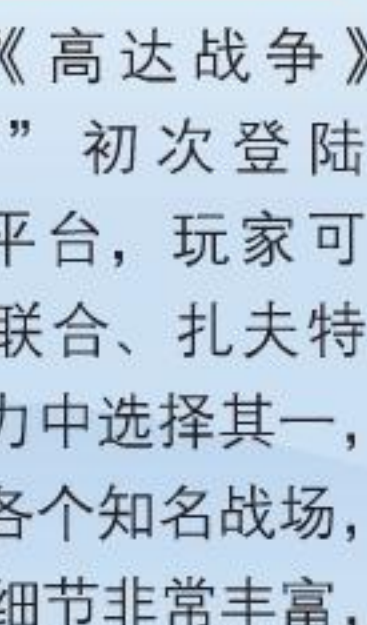 《高达战争》
” 初次登陆
平台，玩家可
联合、扎夫特
力中选择其一，
各个知名战场，
细节非常丰富，